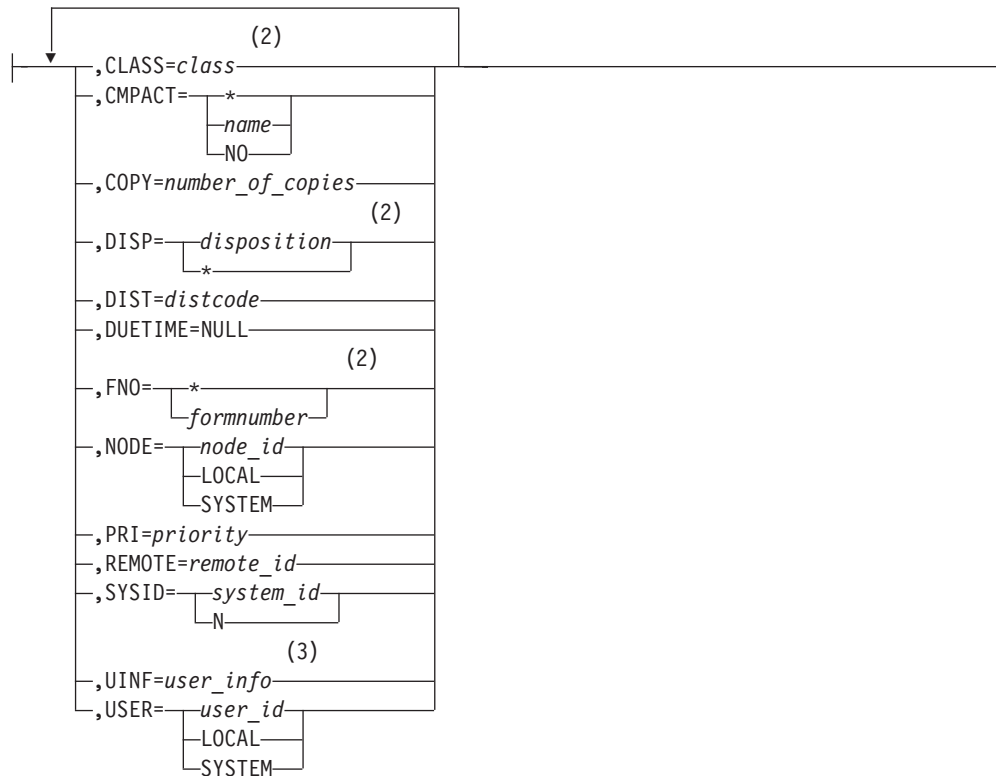 (2)
,CLASS=class
,CMPACT= *
name
NO
,COPY=number_of_copies
(2)
,DISP= disposition
*
,DIST=distcode
,DUETIME=NULL
(2)
,FNO= *
formnumber
,NODE= node_id
LOCAL
SYSTEM
,PRI=priority
,REMOTE=remote_id
,SYSID= system_id
N
(3)
,UINF=user_info
,USER= user_id
LOCAL
SYSTEM